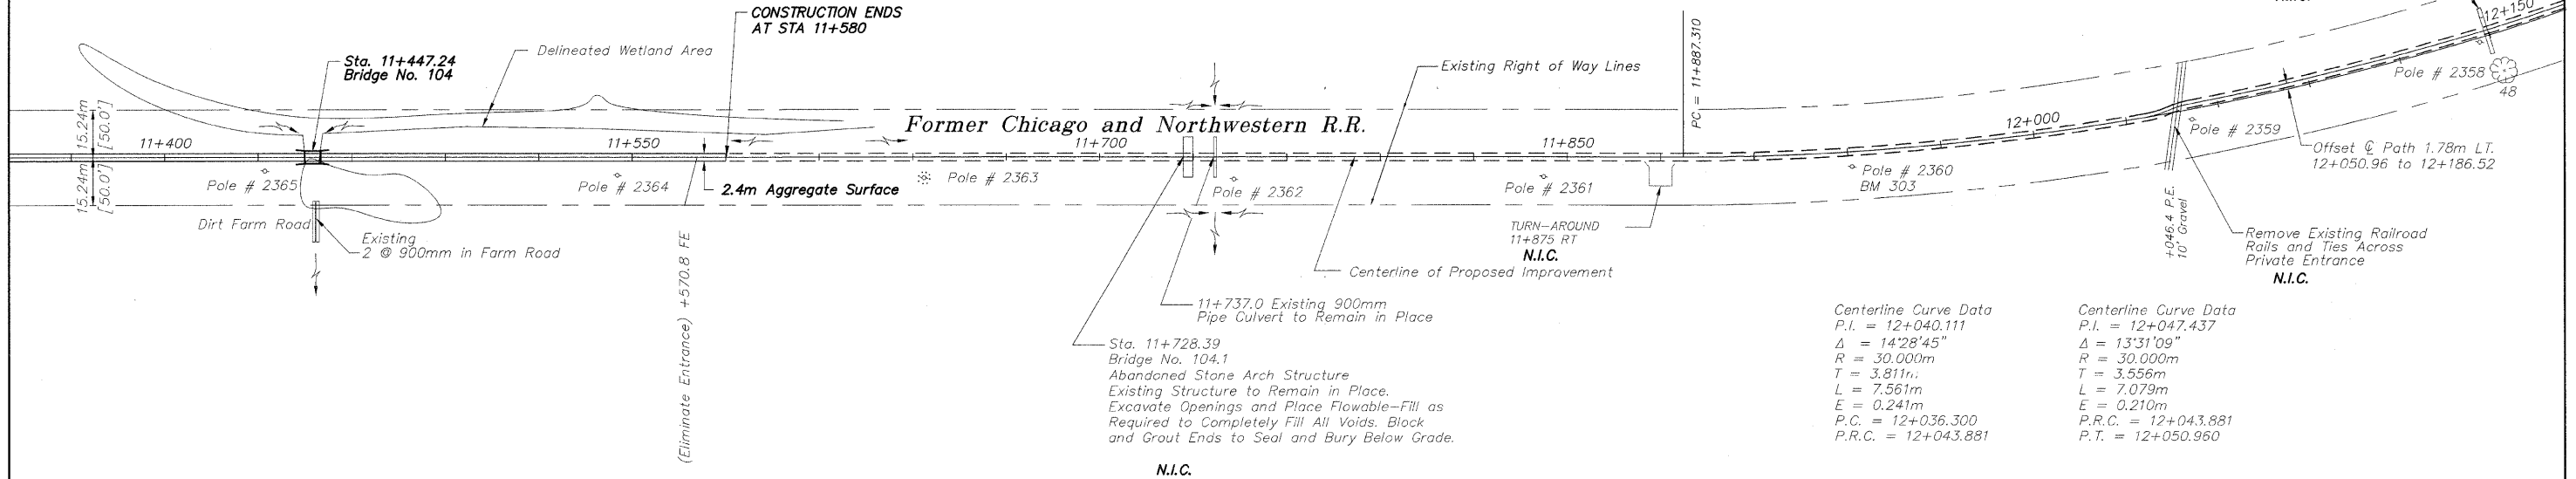 CONSTRUCTION ENDS
AT STA 11+580
Sta. 11+447.24
Bridge No. 104
Delineated Wetland Area
Existing Right of Way Lines
PC = 11+887.310
12+150
Pole # 2358
48
15.24m
[50.0']
15.24m
[50.0']
11+400
11+550
Former Chicago and Northwestern R.R.
11+700
11+850
12+000
Pole # 2359
Offset ℄ Path 1.78m LT.
12+050.96 to 12+186.52
Pole # 2365
Pole # 2364
2.4m Aggregate Surface
Pole # 2363
Pole # 2362
Pole # 2361
Pole # 2360
BM 303
Dirt Farm Road
Existing
2 @ 900mm in Farm Road
(Eliminate Entrance) +570.8 FE
TURN-AROUND
11+875 RT
N.I.C.
Centerline of Proposed Improvement
+046.4 P.E.
10' Gravel
Remove Existing Railroad
Rails and Ties Across
Private Entrance
N.I.C.
11+737.0 Existing 900mm
Pipe Culvert to Remain in Place
Sta. 11+728.39
Bridge No. 104.1
Abandoned Stone Arch Structure
Existing Structure to Remain in Place.
Excavate Openings and Place Flowable-Fill as
Required to Completely Fill All Voids. Block
and Grout Ends to Seal and Bury Below Grade.
N.I.C.
Centerline Curve Data
P.I. = 12+040.111
Δ = 14°28'45"
R = 30.000m
T = 3.811m
L = 7.561m
E = 0.241m
P.C. = 12+036.300
P.R.C. = 12+043.881
Centerline Curve Data
P.I. = 12+047.437
Δ = 13°31'09"
R = 30.000m
T = 3.556m
L = 7.079m
E = 0.210m
P.R.C. = 12+043.881
P.T. = 12+050.960